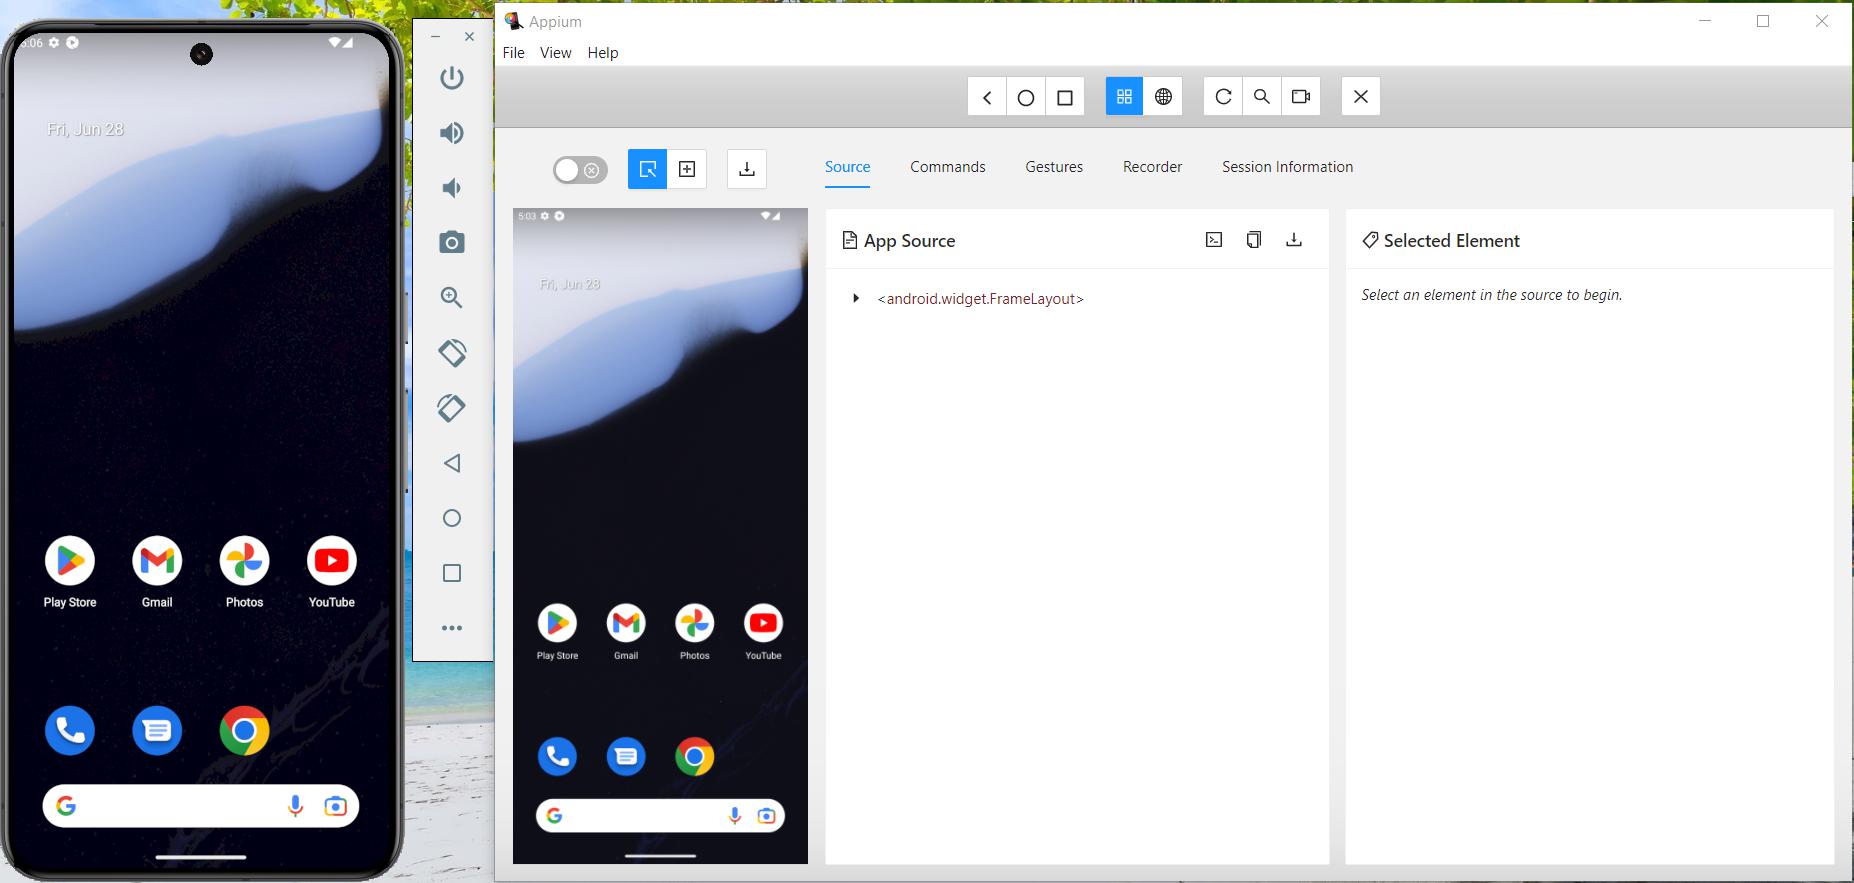 5:06
Fri, Jun 28
Play Store
Gmail
Photos
YouTube
Appium
File
View
Help
Source
Commands
Gestures
Recorder
Session Information
5:03
Fri, Jun 28
Play Store
Gmail
Photos
YouTube
App Source
<android.widget.FrameLayout>
Selected Element
Select an element in the source to begin.